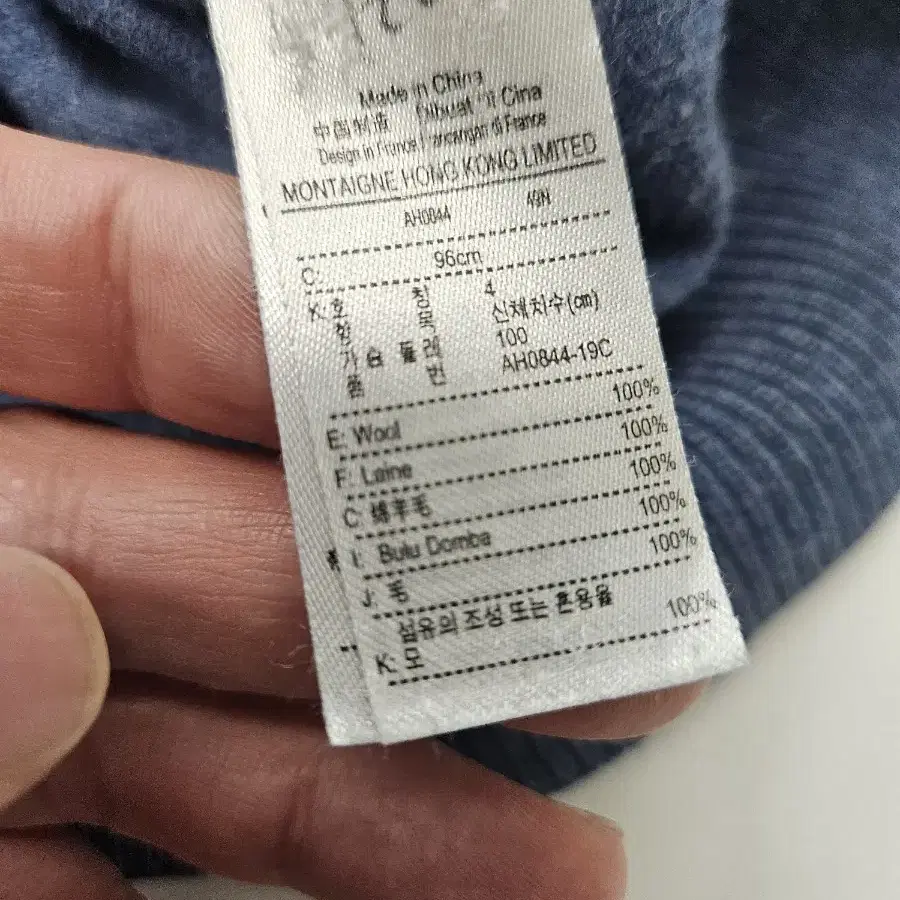 Made in China
中国制造 Dibuat di Cina
Design in France Rancangan di France
MONTAIGNE HONG KONG LIMITED
AH0844 49N
C: 96cm
K: 호 칭 4
신체치수(cm)
가 슴 둘 레 100
품 번 AH0844-19C
100%
E: Wool
100%
F: Laine
100%
C: 绵羊毛
100%
I: Bulu Domba
100%
J: 毛
섬유의 조성 또는 혼용율
K: 모 100%